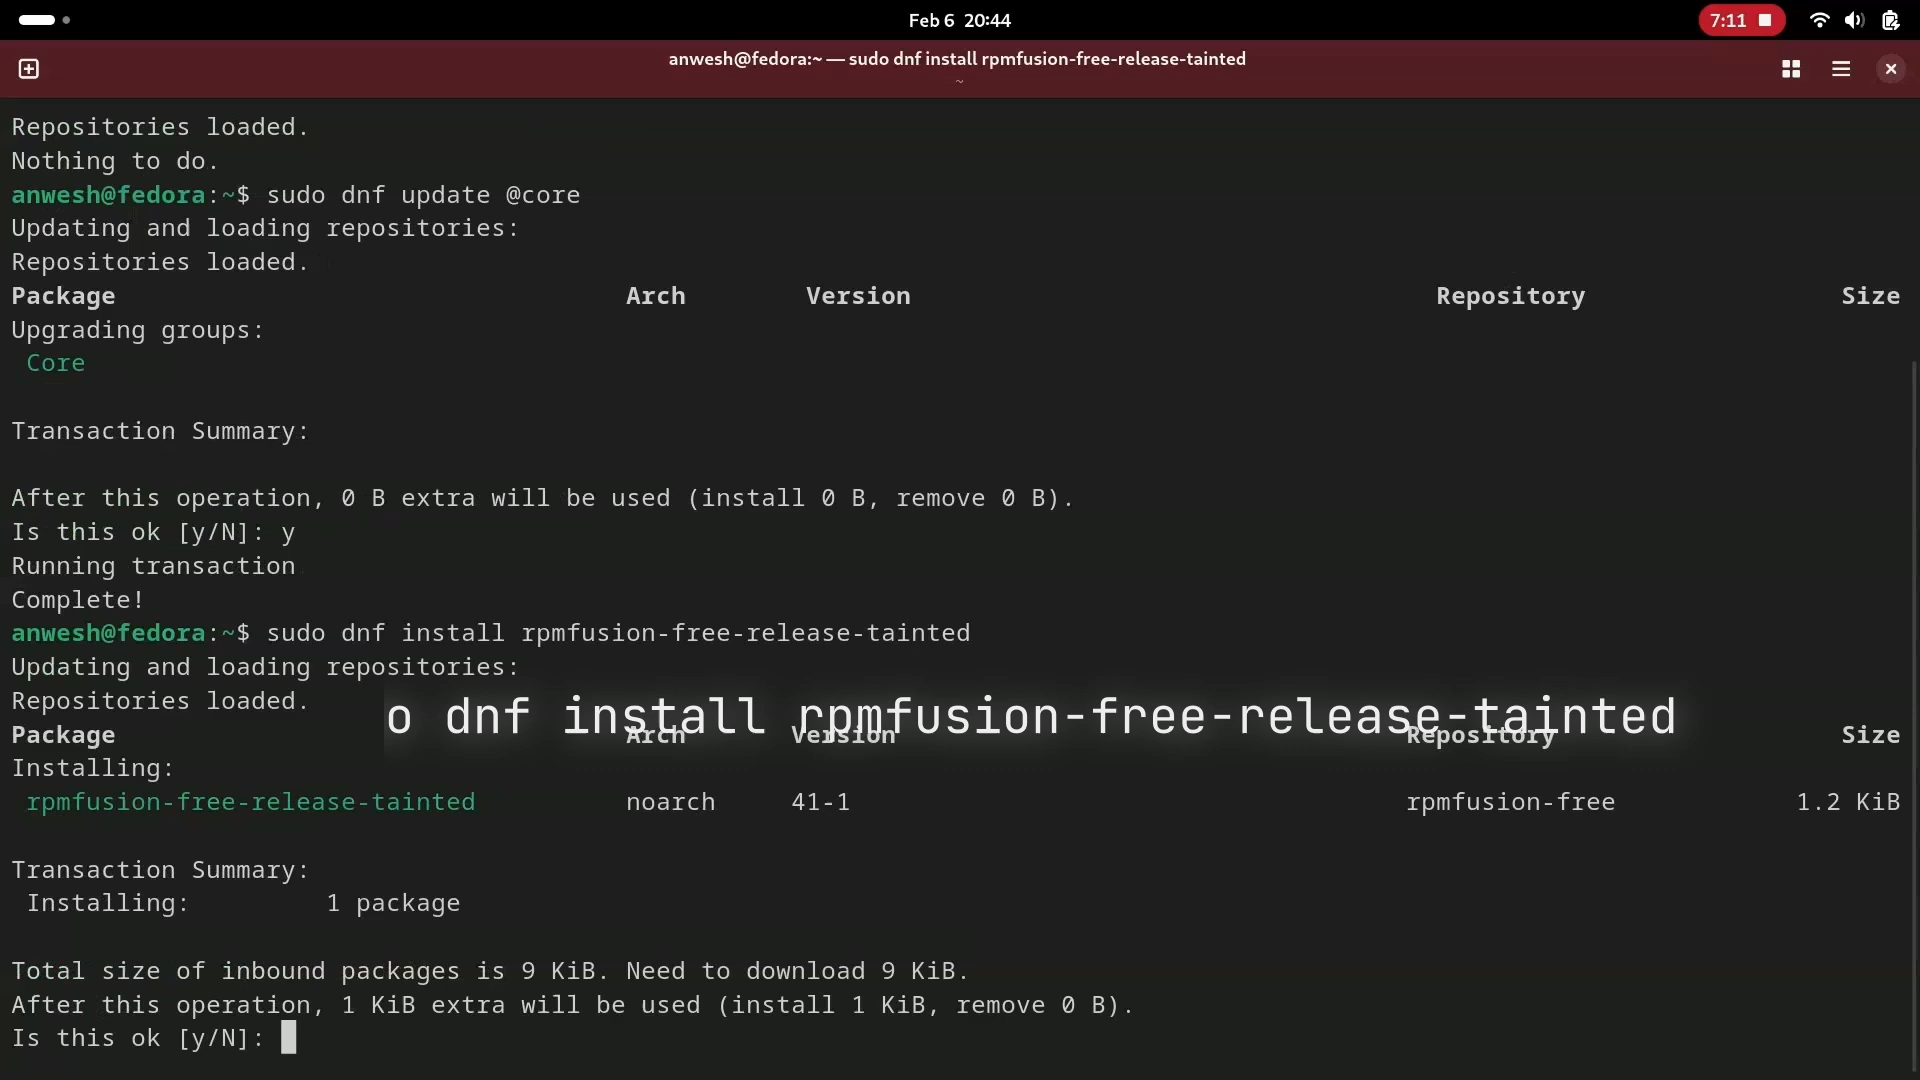 Feb 6 20:44
7:11
anwesh@fedora:~ — sudo dnf install rpmfusion-free-release-tainted
~
Repositories loaded.
Nothing to do.
anwesh@fedora:~$ sudo dnf update @core
Updating and loading repositories:
Repositories loaded.
Package Arch Version Repository Size
Upgrading groups:
Core
Transaction Summary:
After this operation, 0 B extra will be used (install 0 B, remove 0 B).
Is this ok [y/N]: y
Running transaction
Complete!
anwesh@fedora:~$ sudo dnf install rpmfusion-free-release-tainted
Updating and loading repositories:
Repositories loaded.
o dnf install rpmfusion-free-release-tainted
Package Arch Version Repository Size
Installing:
rpmfusion-free-release-tainted noarch 41-1 rpmfusion-free 1.2 KiB
Transaction Summary:
Installing: 1 package
Total size of inbound packages is 9 KiB. Need to download 9 KiB.
After this operation, 1 KiB extra will be used (install 1 KiB, remove 0 B).
Is this ok [y/N]: